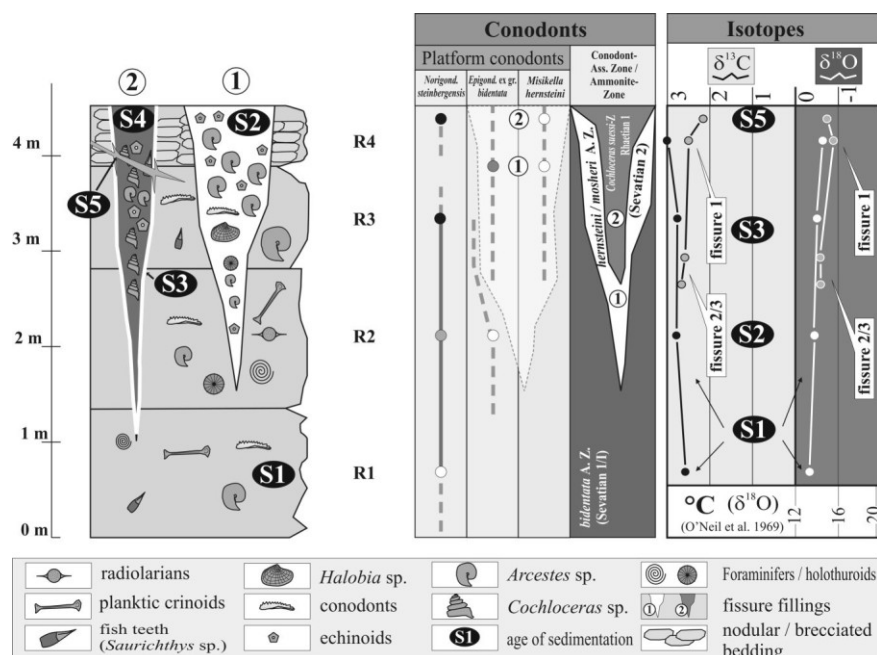 ② ①
S4 S2
4 m
S5
3 m
S3
2 m
1 m
S1
0 m
R4
R3
R2
R1
Conodonts
Platform conodonts
Norigond.
steinbergensis
Epigond. ex gr.
bidentata
Misikella
hernsteini
Conodont-
Ass. Zone /
Ammonite-
Zone
②
①
hernsteini / mosheri A. Z.
(Sevatian 2)
Cochloceras suessi-Z
Rhaetian 1
②
①
bidentata A. Z.
(Sevatian 1/1)
Isotopes
δ¹³C δ¹⁸O
3 2 1 0 -1
S5
fissure 1 fissure 1
S3
S2
fissure 2/3 fissure 2/3
S1
°C (δ¹⁸O)
(O'Neil et al. 1969)
12 16 20
radiolarians Halobia sp. Arcestes sp. Foraminifers / holothuroids
planktic crinoids conodonts Cochloceras sp. ① ② fissure fillings
fish teeth
(Saurichthys sp.) echinoids S1 age of sedimentation nodular / brecciated
bedding